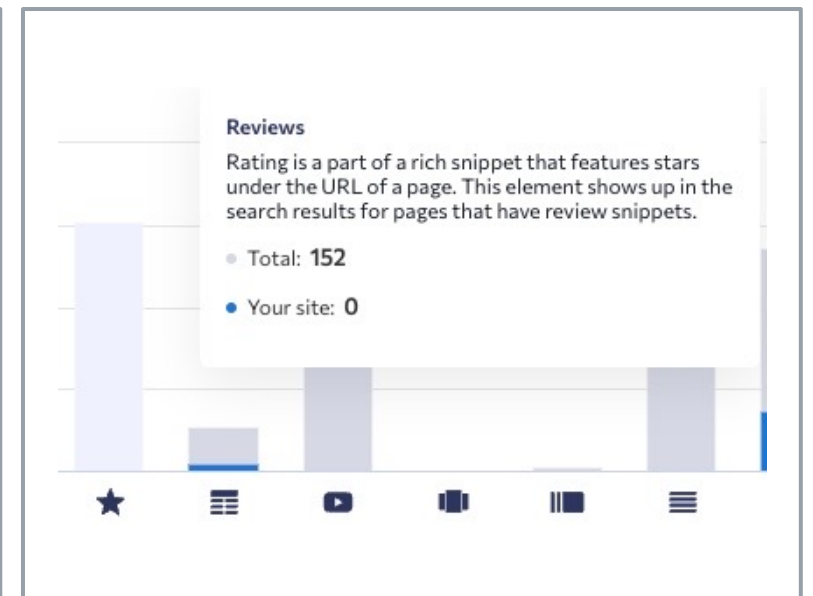 Reviews
Rating is a part of a rich snippet that features stars
under the URL of a page. This element shows up in the
search results for pages that have review snippets.
Total: 152
Your site: 0